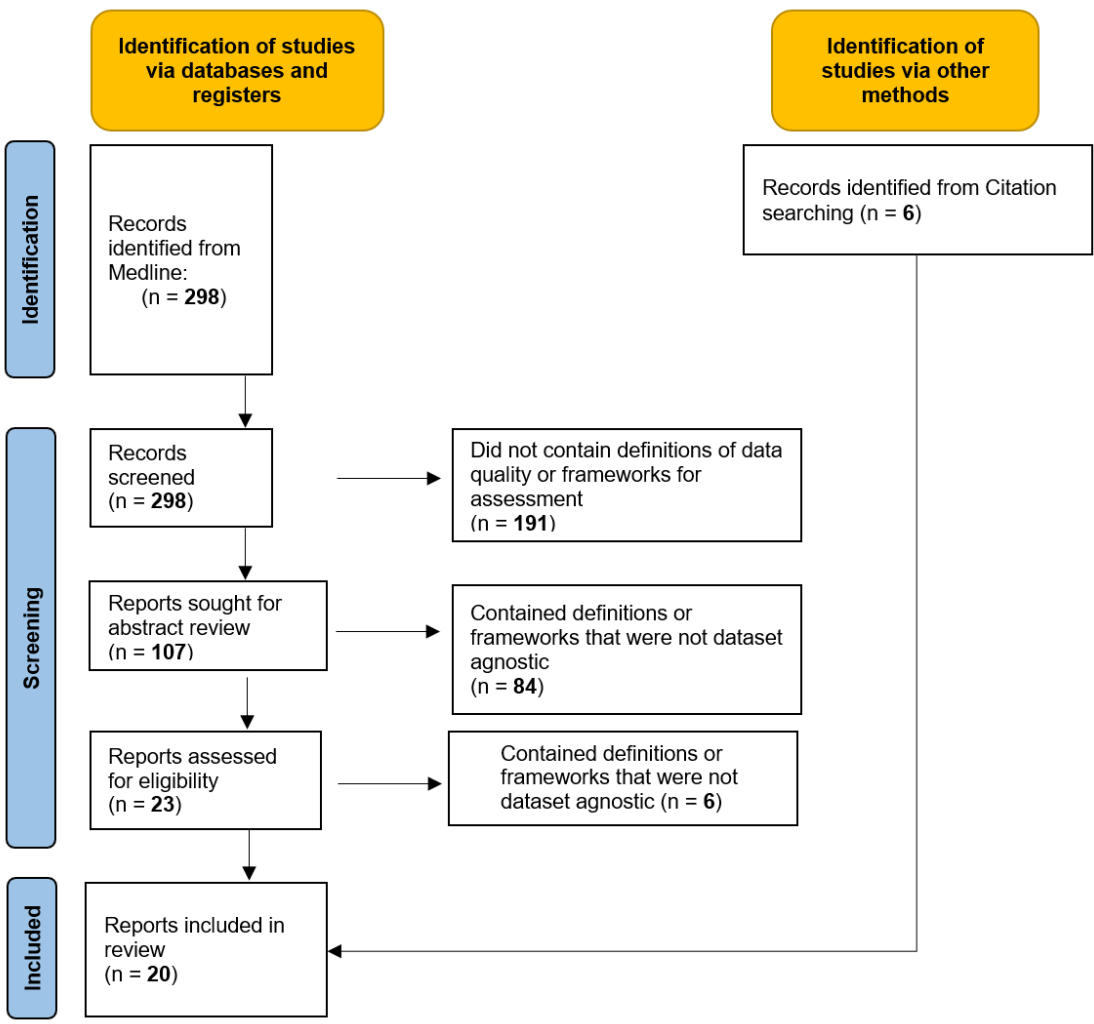 Identification of studies
via databases and
registers
Identification of
studies via other
methods
Identification
Records
identified from
Medline:
(n = 298)
Records identified from Citation
searching (n = 6)
Screening
Records
screened
(n = 298)
Did not contain definitions of data
quality or frameworks for
assessment
(n = 191)
Reports sought for
abstract review
(n = 107)
Contained definitions or
frameworks that were not dataset
agnostic
(n = 84)
Reports assessed
for eligibility
(n = 23)
Contained definitions or
frameworks that were not
dataset agnostic (n = 6)
Included
Reports included in
review
(n = 20)